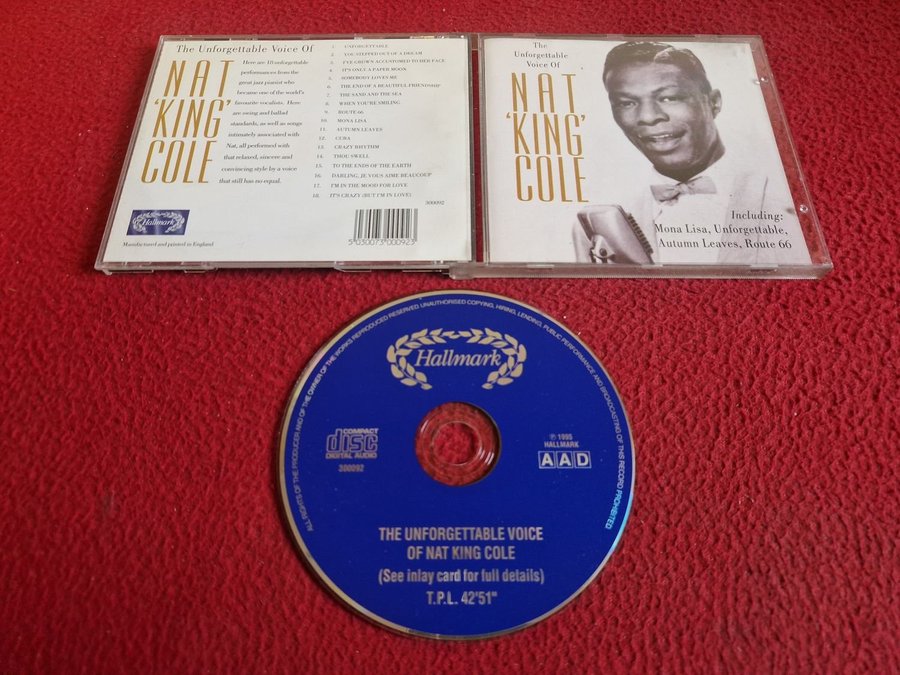 The Unforgettable Voice Of
NAT
'KING'
COLE
Here are 18 unforgettable
performances from the
great jazz pianist who
became one of the world's
favourite vocalists. Here
are swing and ballad
standards, as well as songs
intimately associated with
Nat, all performed with
that relaxed, sincere and
convincing style by a voice
that still has no equal.
1. UNFORGETTABLE
2. YOU STEPPED OUT OF A DREAM
3. I'VE GROWN ACCUSTOMED TO HER FACE
4. IT'S ONLY A PAPER MOON
5. SOMEBODY LOVES ME
6. THE END OF A BEAUTIFUL FRIENDSHIP
7. THE SAND AND THE SEA
8. WHEN YOU'RE SMILING
9. ROUTE 66
10. MONA LISA
11. AUTUMN LEAVES
12. CUBA
13. CRAZY RHYTHM
14. THOU SWELL
15. TO THE ENDS OF THE EARTH
16. DARLING, JE VOUS AIME BEAUCOUP
17. I'M IN THE MOOD FOR LOVE
18. IT'S CRAZY (BUT I'M IN LOVE)
300092
Hallmark
Manufactured and printed in England
5 030073 000923
The
Unforgettable
Voice Of
NAT
'KING'
COLE
Including:
Mona Lisa, Unforgettable,
Autumn Leaves, Route 66
ALL RIGHTS OF THE PRODUCER AND OF THE OWNER OF THE WORKS REPRODUCED RESERVED. UNAUTHORISED COPYING, HIRING, LENDING, PUBLIC PERFORMANCE AND BROADCASTING OF THIS RECORD PROHIBITED
Hallmark
COMPACT
disc
DIGITAL AUDIO
300092
℗ 1995
HALLMARK
AAD
THE UNFORGETTABLE VOICE
OF NAT KING COLE
(See inlay card for full details)
T.P.L. 42'51"